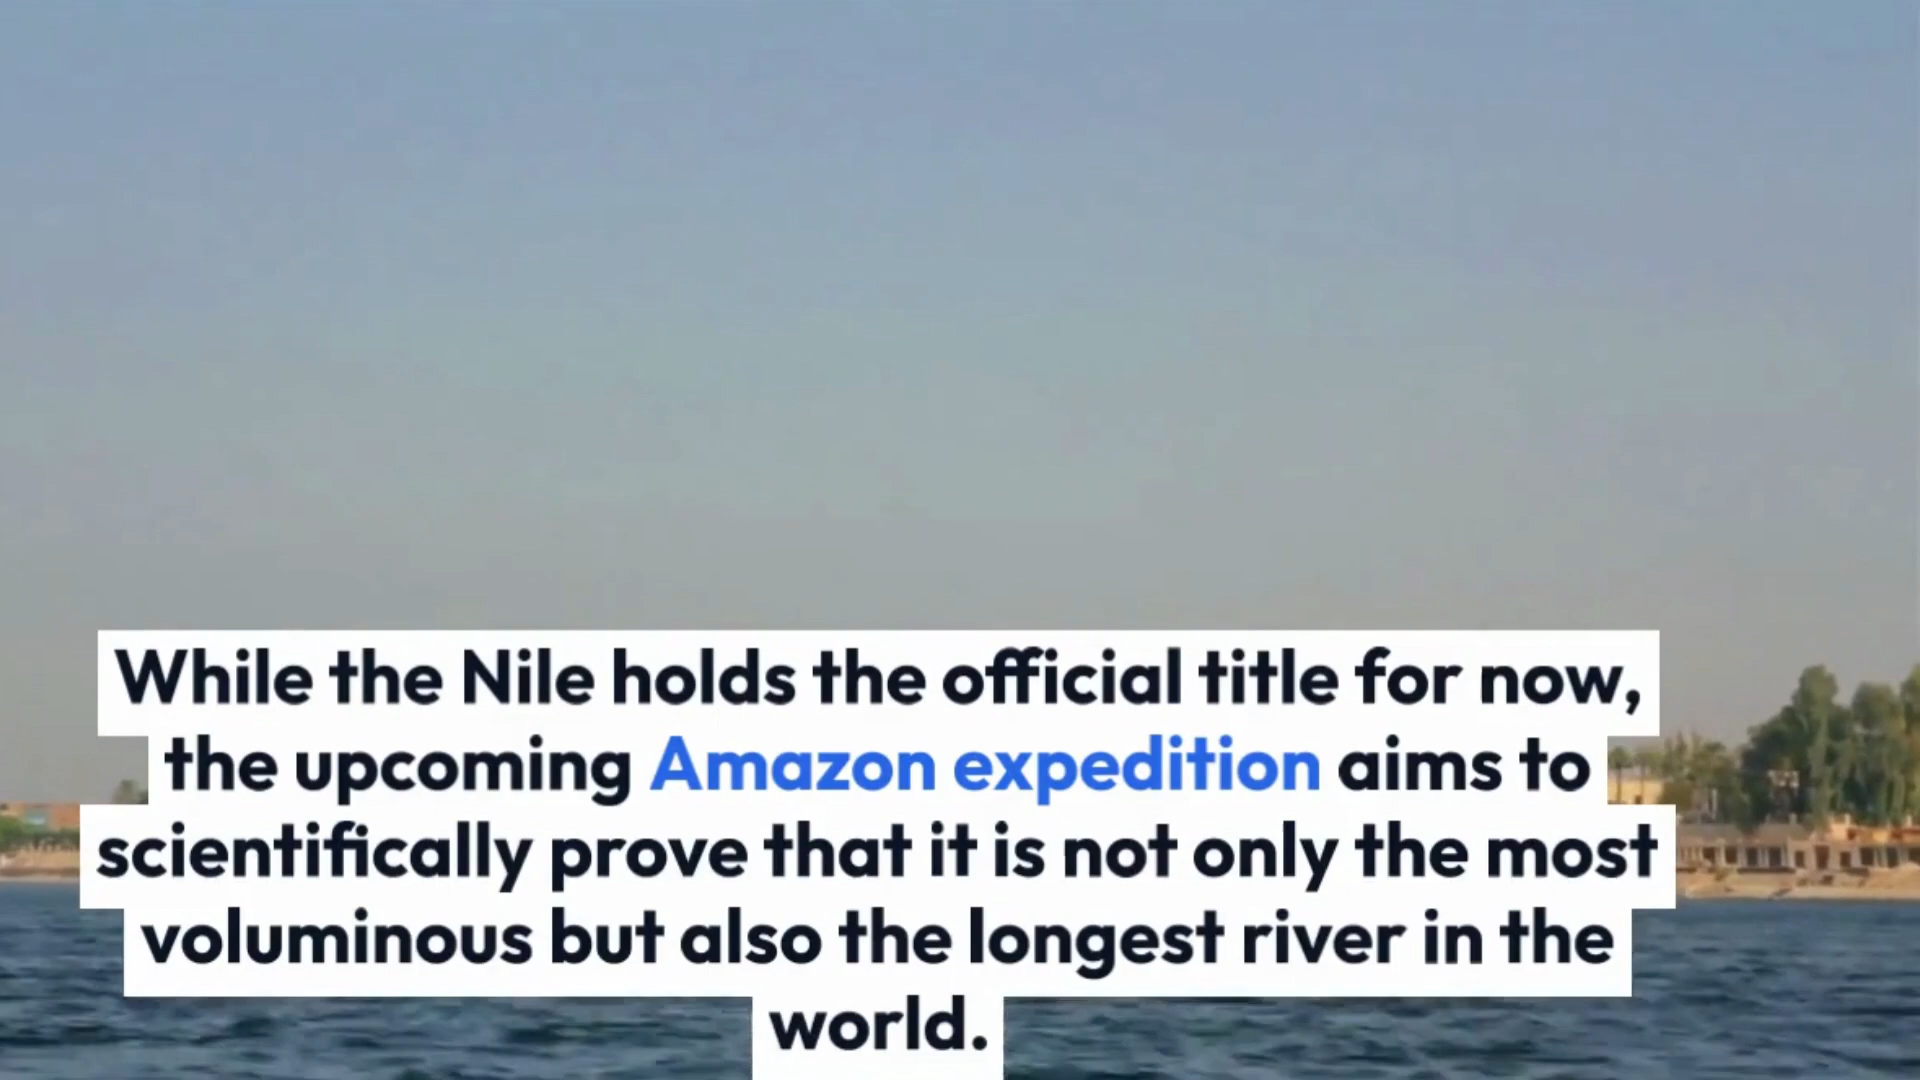 While the Nile holds the official title for now,
the upcoming Amazon expedition aims to
scientifically prove that it is not only the most
voluminous but also the longest river in the
world.